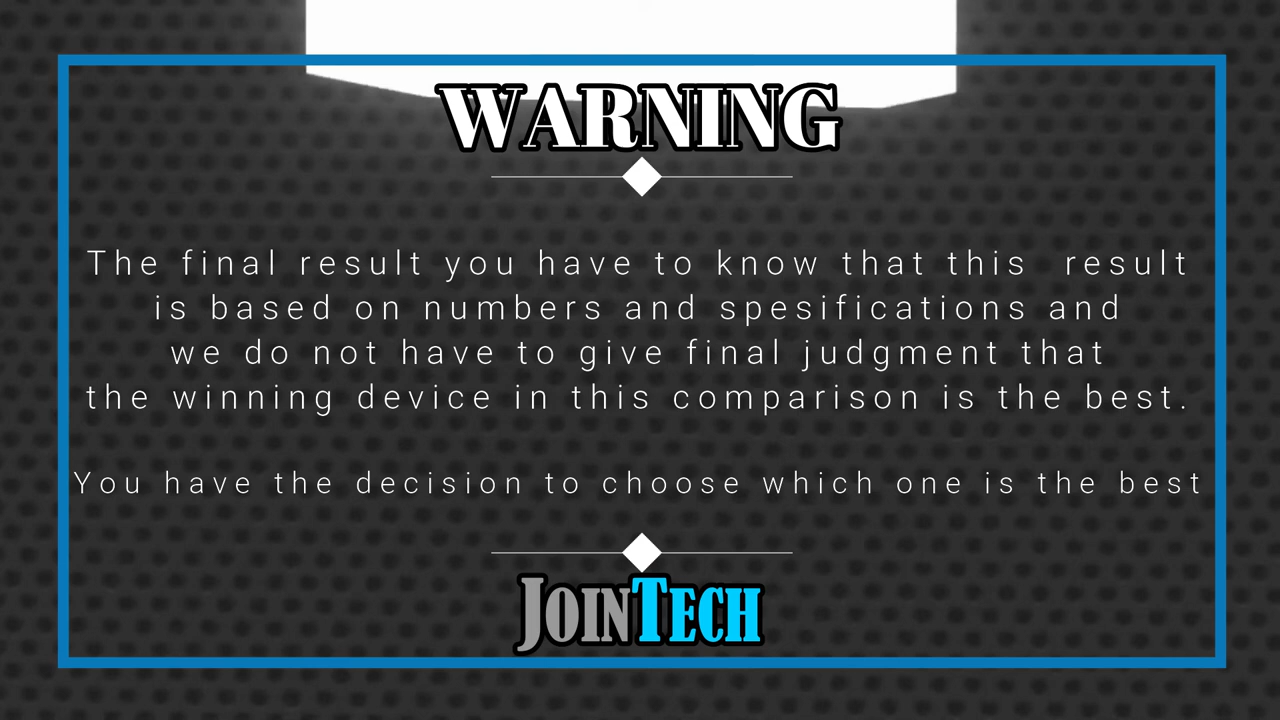 WARNING
The final result you have to know that this result
is based on numbers and spesifications and
we do not have to give final judgment that
the winning device in this comparison is the best.
You have the decision to choose which one is the best
JOINTECH